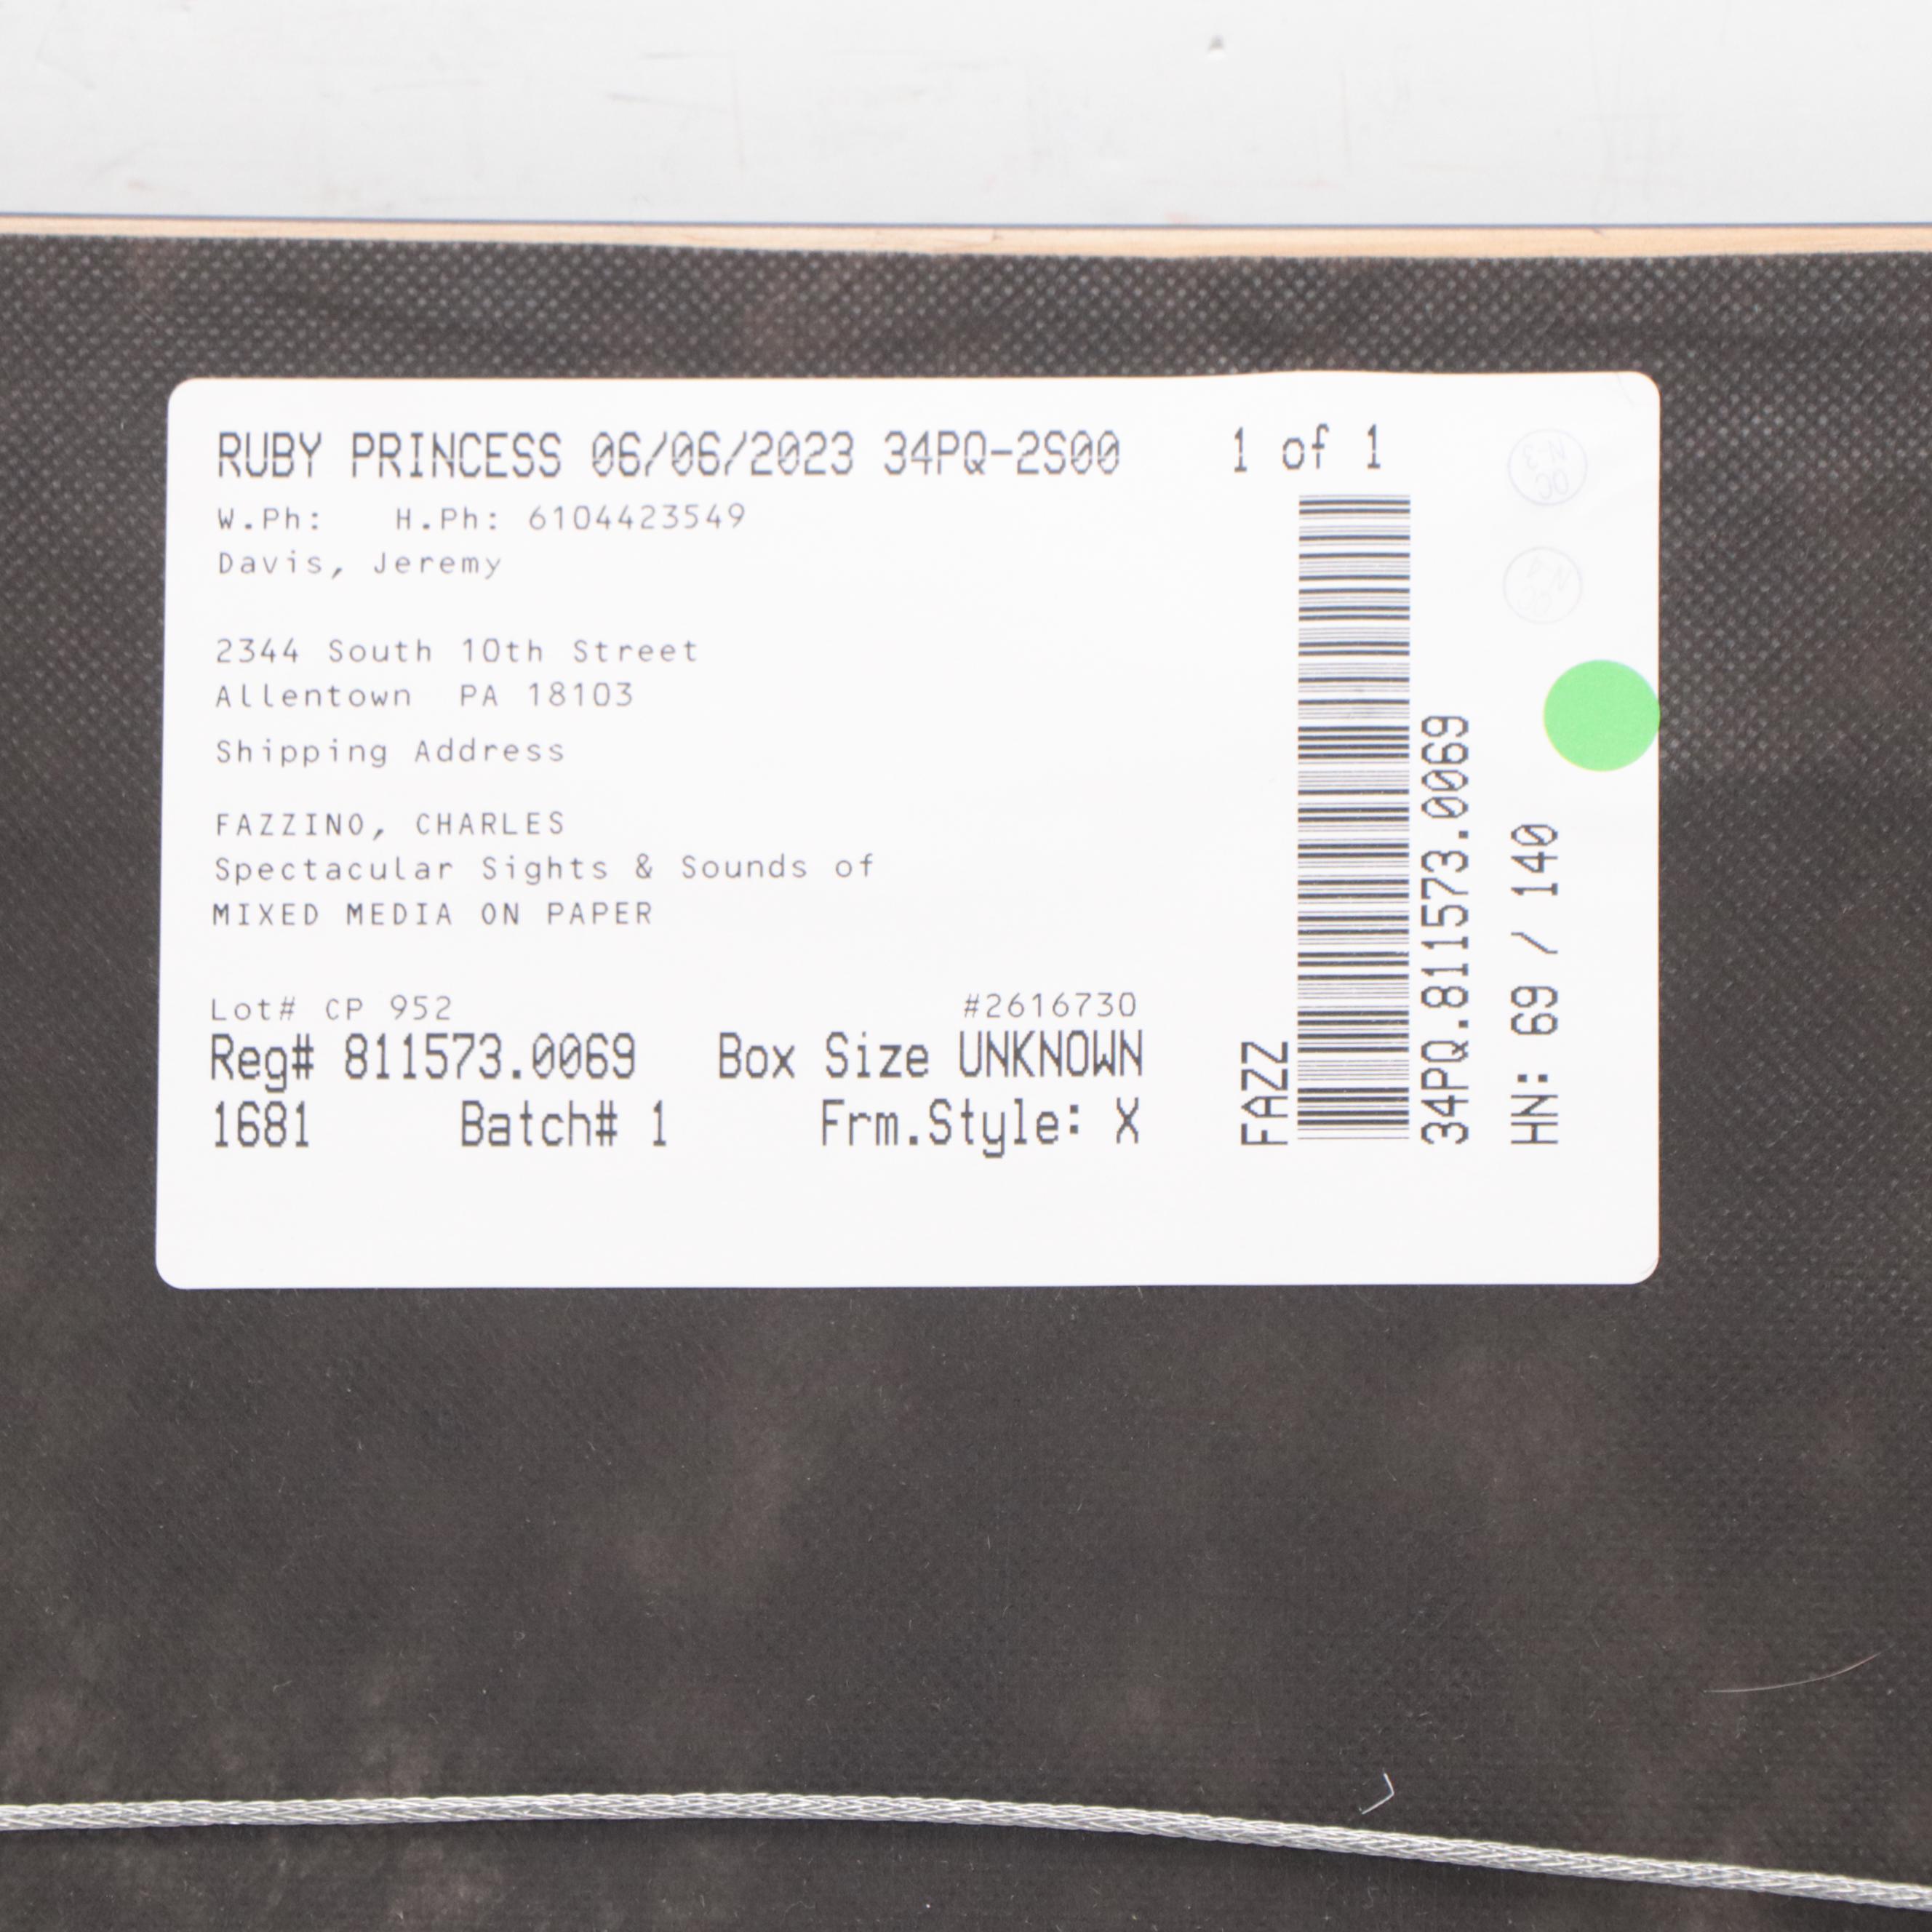 RUBY PRINCESS 06/06/2023 34PQ-2S00 1 of 1
W.Ph: H.Ph: 6104423549
Davis, Jeremy
2344 South 10th Street
Allentown PA 18103
Shipping Address
FAZZINO, CHARLES
Spectacular Sights & Sounds of
MIXED MEDIA ON PAPER
Lot# CP 952 #2616730
Reg# 811573.0069 Box Size UNKNOWN
1681 Batch# 1 Frm.Style: X
FAZZ
34PQ.811573.0069
HN: 69 / 140